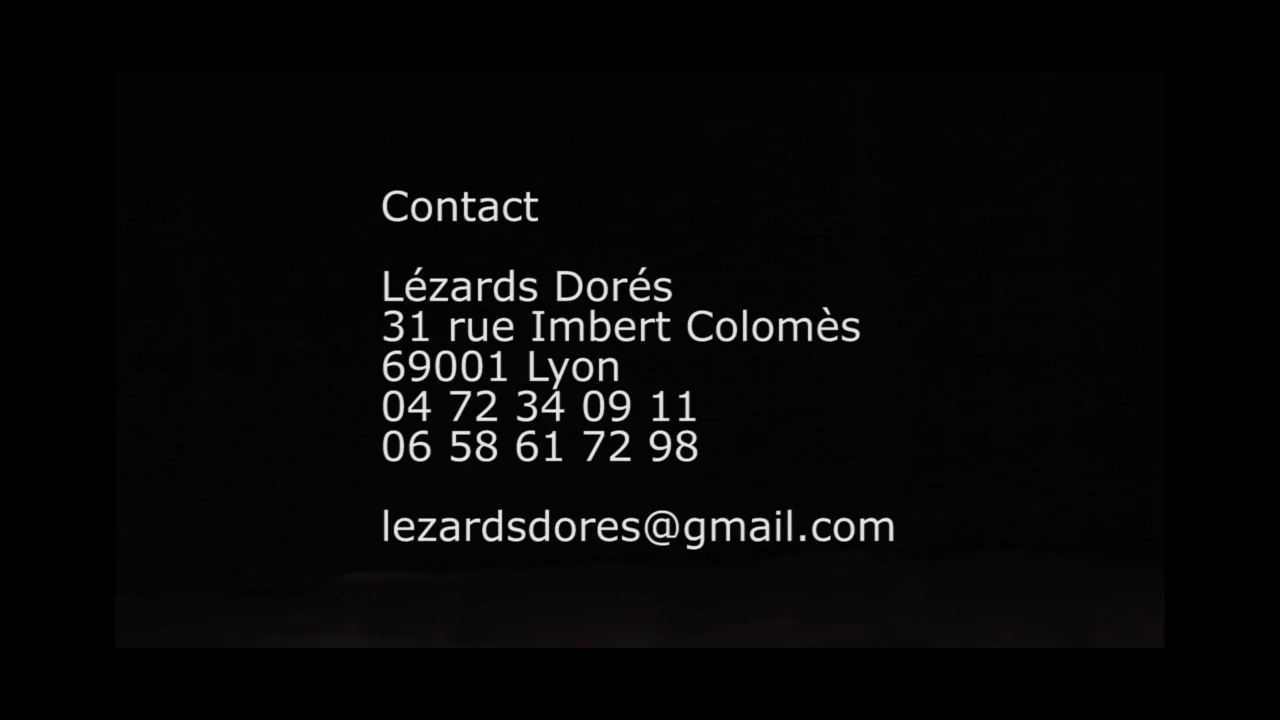 Contact
Lézards Dorés
31 rue Imbert Colomès
69001 Lyon
04 72 34 09 11
06 58 61 72 98
lezardsdores@gmail.com